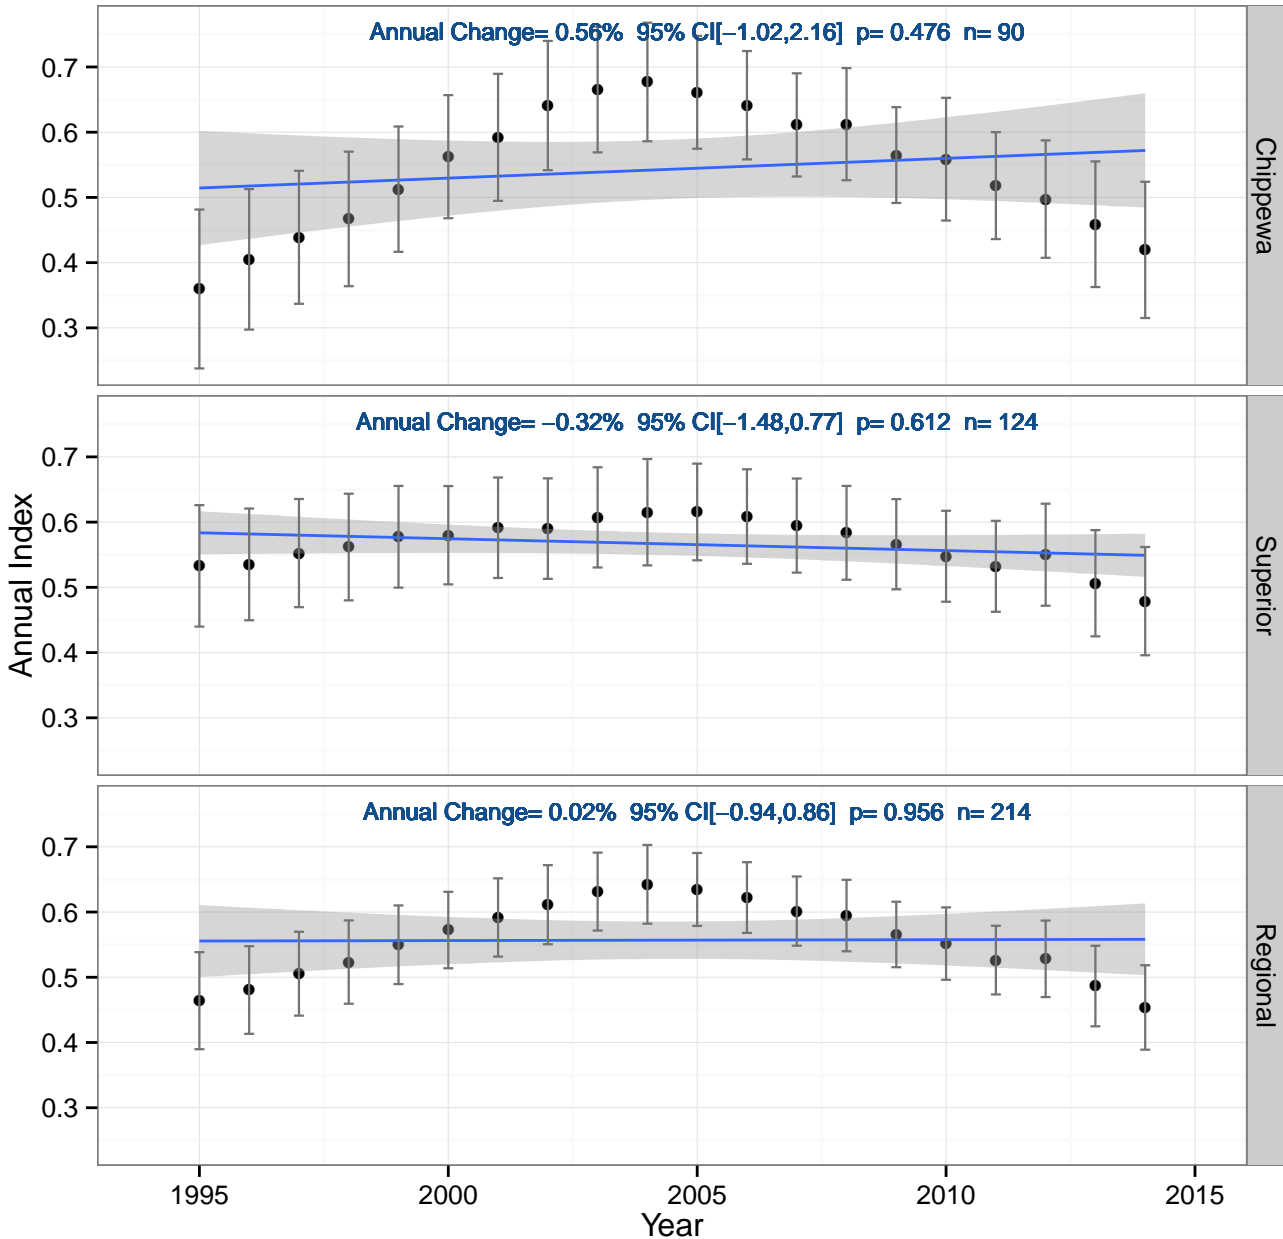 Annual Change= 0.56%  95% CI[−1.02,2.16]  p= 0.476  n= 90
0.7
0.6
0.5
0.4
0.3
Chippewa
Annual Change= −0.32%  95% CI[−1.48,0.77]  p= 0.612  n= 124
0.7
0.6
0.5
0.4
0.3
Superior
Annual Index
Annual Change= 0.02%  95% CI[−0.94,0.86]  p= 0.956  n= 214
0.7
0.6
0.5
0.4
0.3
Regional
1995 2000 2005 2010 2015
Year